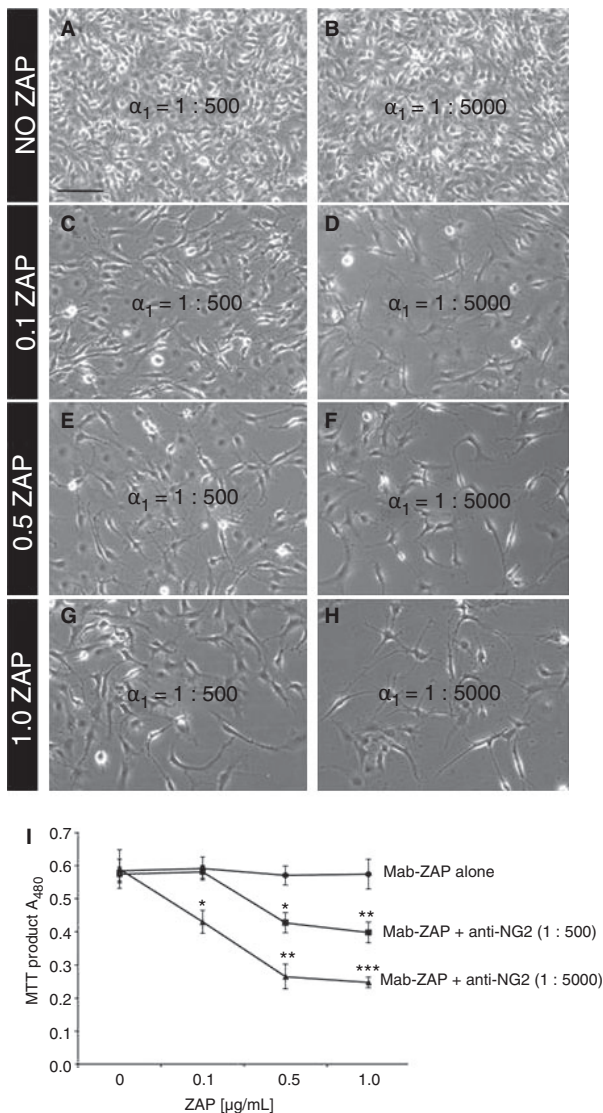 NO ZAP
A
α1 = 1 : 500
B
α1 = 1 : 5000
0.1 ZAP
C
α1 = 1 : 500
D
α1 = 1 : 5000
0.5 ZAP
E
α1 = 1 : 500
F
α1 = 1 : 5000
1.0 ZAP
G
α1 = 1 : 500
H
α1 = 1 : 5000
I
MTT product A480
0.7
0.6
0.5
0.4
0.3
0.2
0.1
0.0
Mab-ZAP alone
* * **
Mab-ZAP + anti-NG2 (1 : 500)
** ***
Mab-ZAP + anti-NG2 (1 : 5000)
0 0.1 0.5 1.0
ZAP [µg/mL]